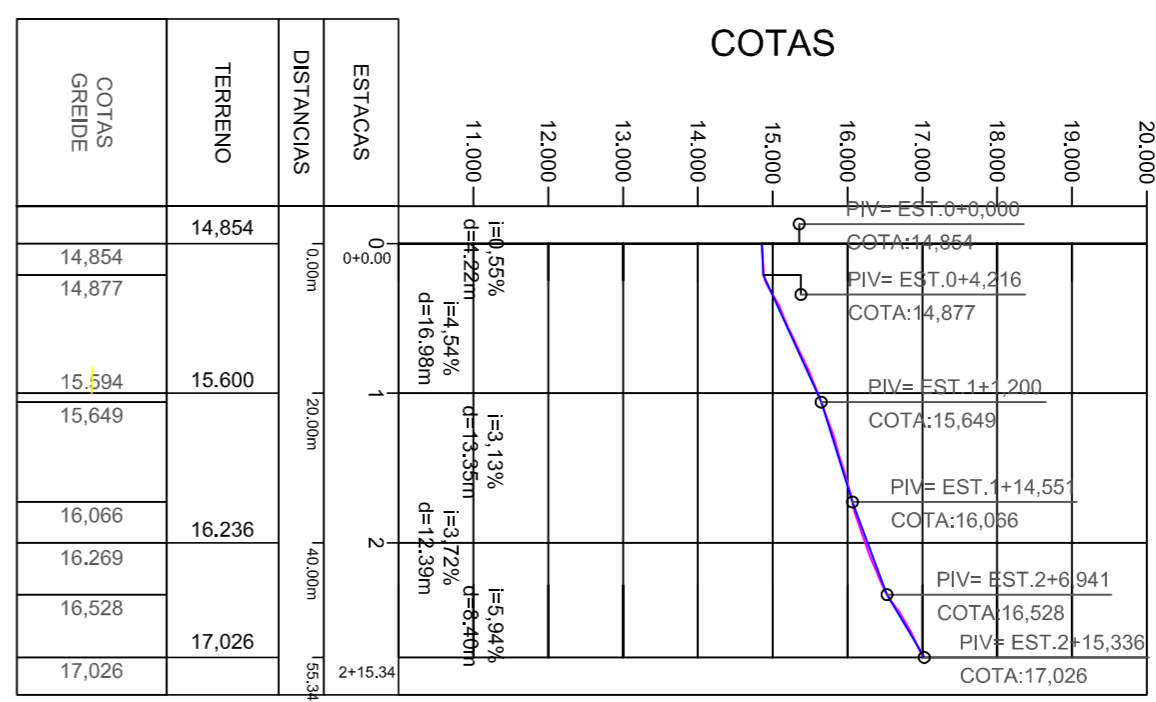 COTAS
COTAS
GREIDE
TERRENO
DISTANCIAS
ESTACAS
11.000
12.000
13.000
14.000
15.000
16.000
17.000
18.000
19.000
20.000
14,854
14,854
14,877
15.594
15.600
15,649
16,066
16.236
16.269
16,528
17,026
17,026
0.00m
20.00m
40.00m
55.34
0
0+0.00
1
2
2+15.34
i=0,55%
d=4.22m
i=4,54%
d=16.98m
i=3,13%
d=13.35m
i=3,72%
d=12.39m
i=5,94%
d=8.40m
PIV= EST.0+0,000
COTA:14,854
PIV= EST.0+4,216
COTA:14,877
PIV= EST.1+1,200
COTA:15,649
PIV= EST.1+14,551
COTA:16,066
PIV= EST.2+6,941
COTA:16,528
PIV= EST.2+15,336
COTA:17,026